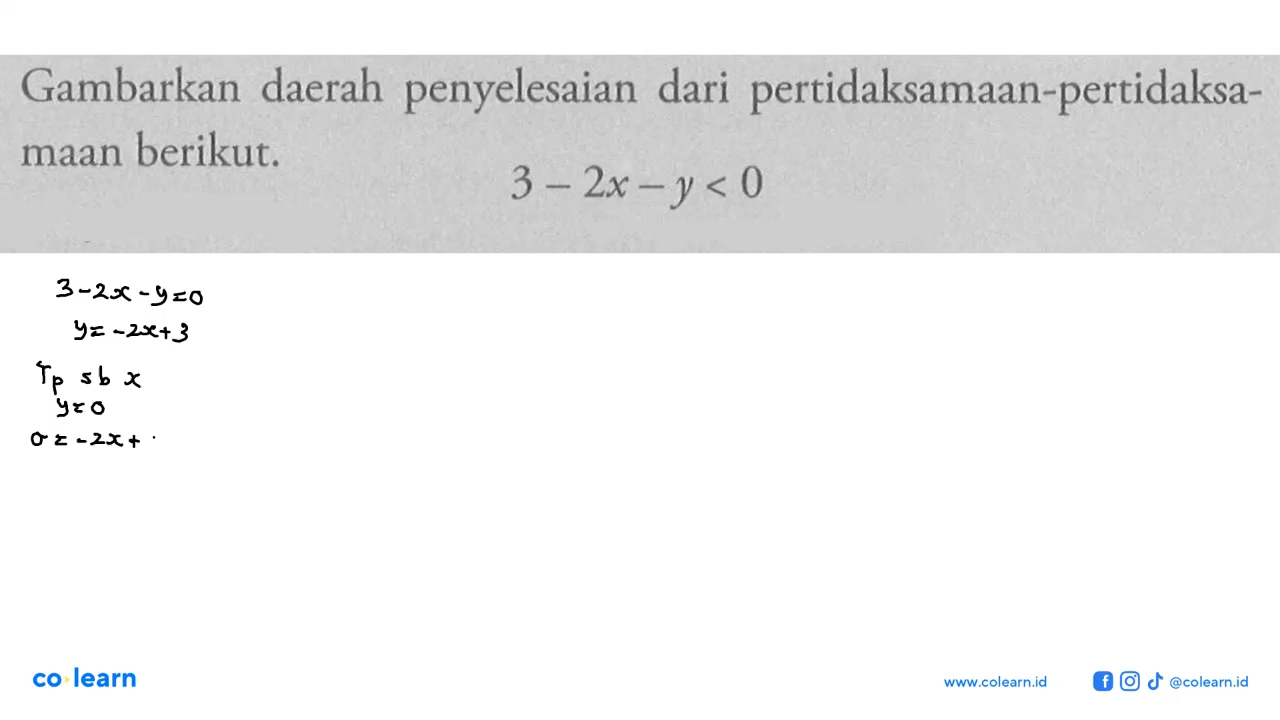 Gambarkan daerah penyelesaian dari pertidaksamaan-pertidaksa-
maan berikut.
3 – 2x – y < 0
3-2x-y=0
y=-2x+3
Tp sb x
y=0
0=-2x+
co learn
www.colearn.id
@colearn.id